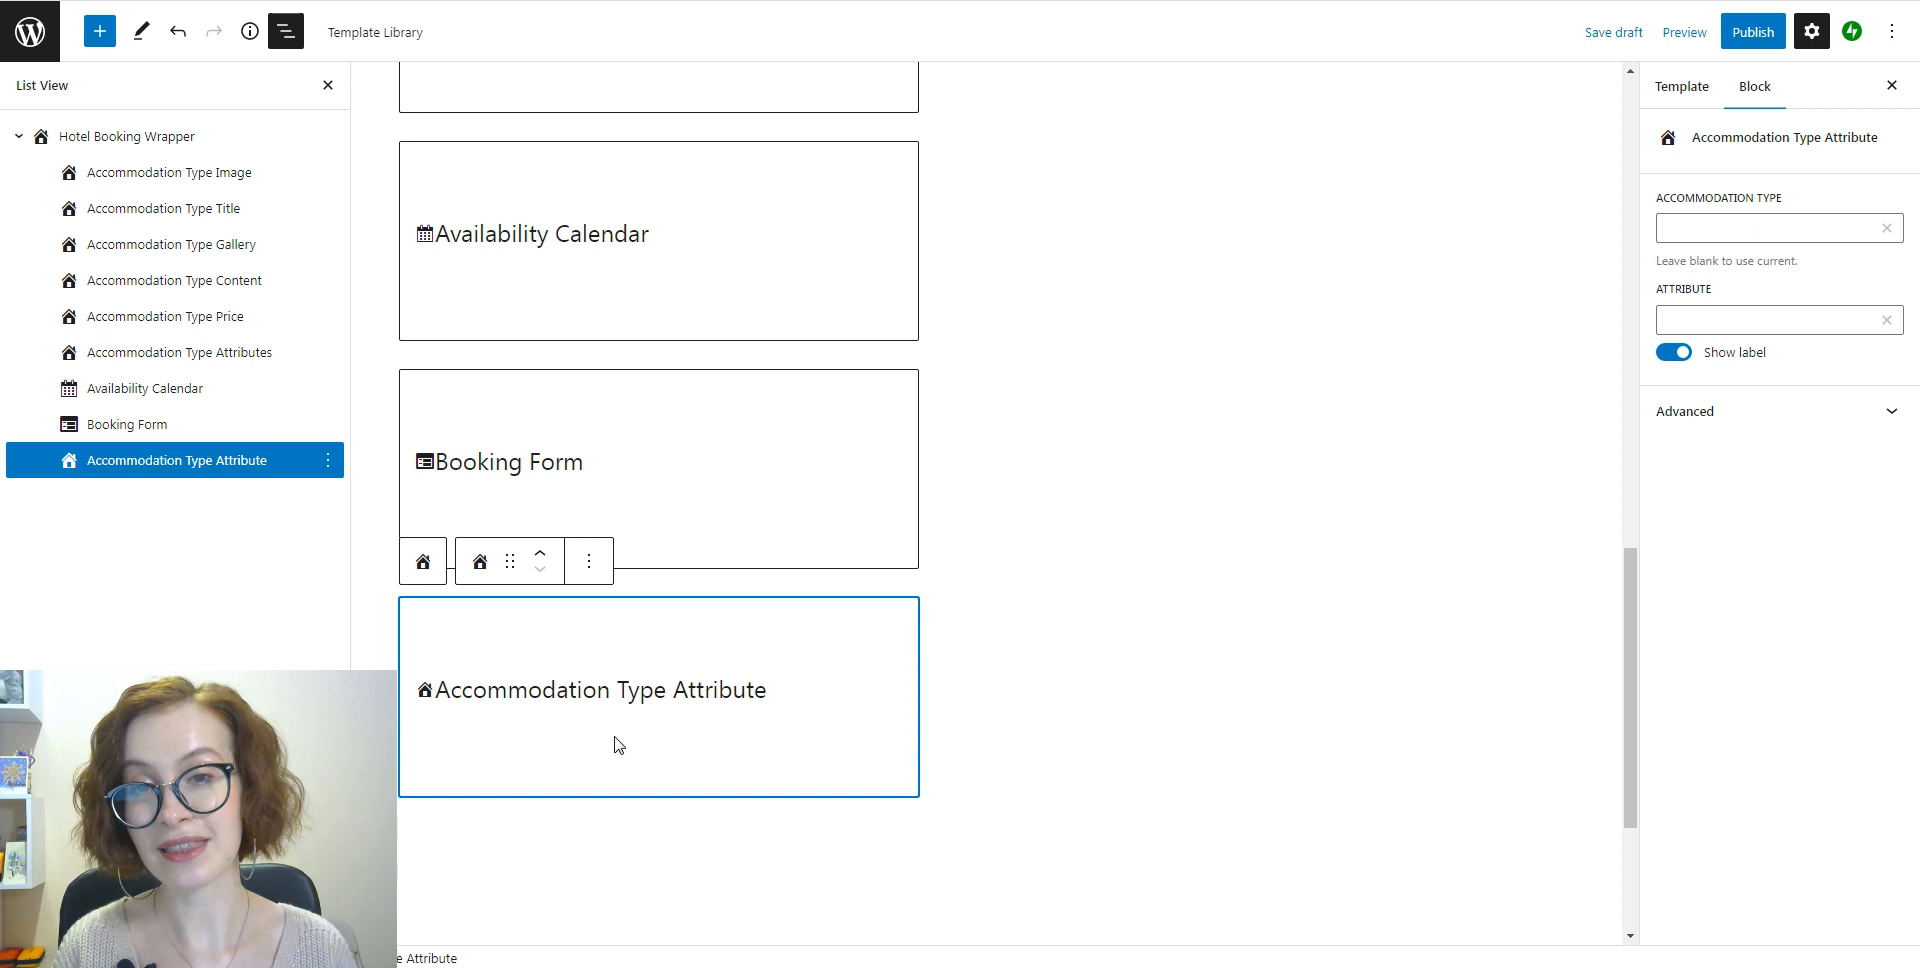 Template Library
Save draft
Preview
Publish
List View
Hotel Booking Wrapper
Accommodation Type Image
Accommodation Type Title
Accommodation Type Gallery
Accommodation Type Content
Accommodation Type Price
Accommodation Type Attributes
Availability Calendar
Booking Form
Accommodation Type Attribute
Availability Calendar
Booking Form
Accommodation Type Attribute
Template
Block
Accommodation Type Attribute
ACCOMMODATION TYPE
Leave blank to use current.
ATTRIBUTE
Show label
Advanced
e Attribute